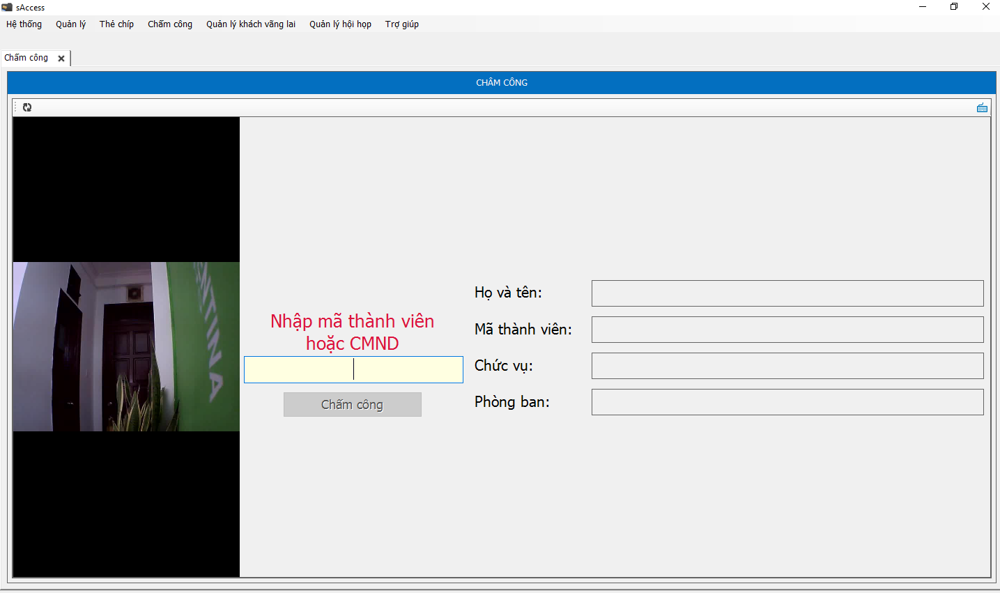 sAccess
Hệ thống Quản lý Thẻ chíp Chấm công Quản lý khách vãng lai Quản lý hội họp Trợ giúp
Chấm công
CHẤM CÔNG
NTINA
Nhập mã thành viên
hoặc CMND
Chấm công
Họ và tên:
Mã thành viên:
Chức vụ:
Phòng ban: